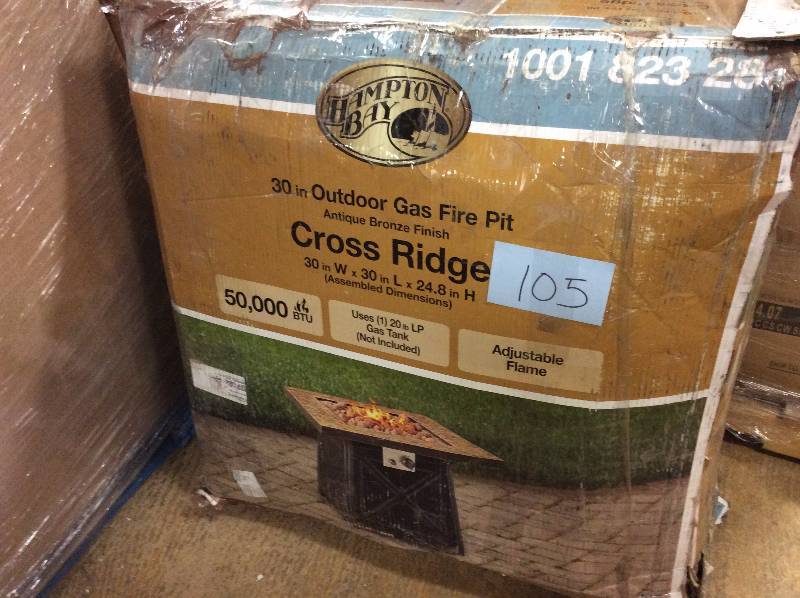 1001 823 28
HAMPTON
BAY
30 in Outdoor Gas Fire Pit
Antique Bronze Finish
Cross Ridge
30 in W x 30 in L x 24.8 in H
(Assembled Dimensions)
105
50,000 BTU
Uses (1) 20 lb LP
Gas Tank
(Not Included)
Adjustable
Flame
4.07